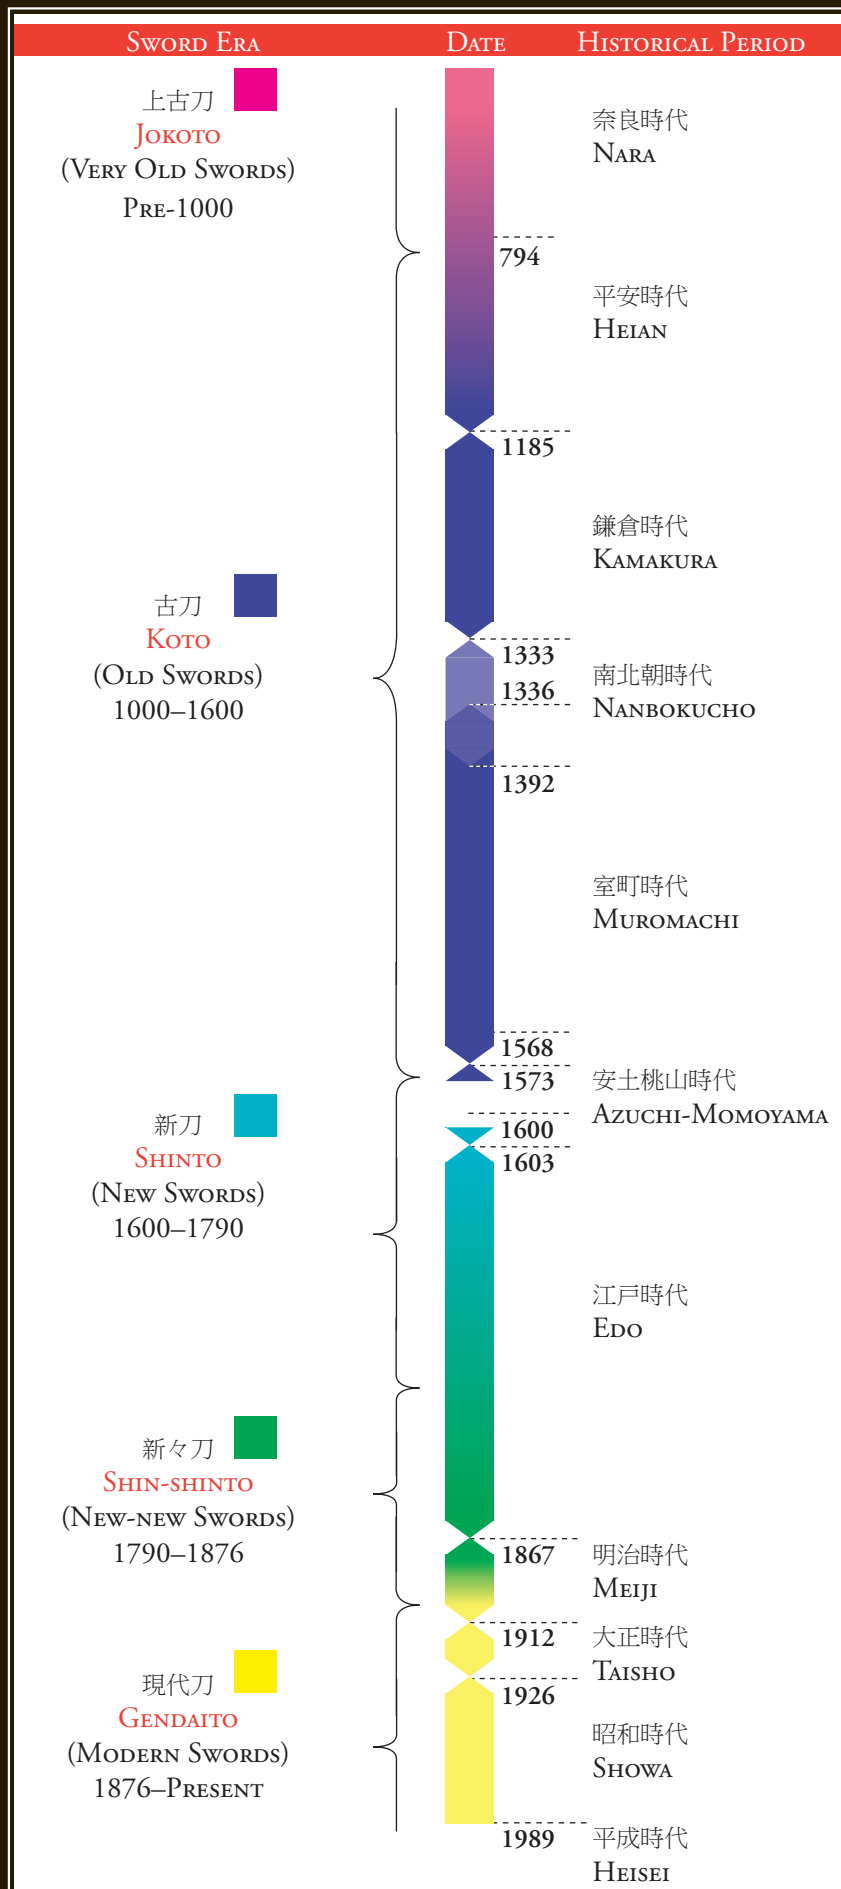 Sword Era Date Historical Period
上古刀
Jokoto
(Very Old Swords)
Pre-1000
奈良時代
Nara
794
平安時代
Heian
1185
鎌倉時代
Kamakura
古刀
Koto
(Old Swords)
1000–1600
1333
1336
南北朝時代
Nanbokucho
1392
室町時代
Muromachi
1568
1573
安土桃山時代
Azuchi-Momoyama
1600
1603
新刀
Shinto
(New Swords)
1600–1790
江戸時代
Edo
新々刀
Shin-shinto
(New-new Swords)
1790–1876
1867
明治時代
Meiji
1912
大正時代
Taisho
1926
現代刀
Gendaito
(Modern Swords)
1876–Present
昭和時代
Showa
1989
平成時代
Heisei